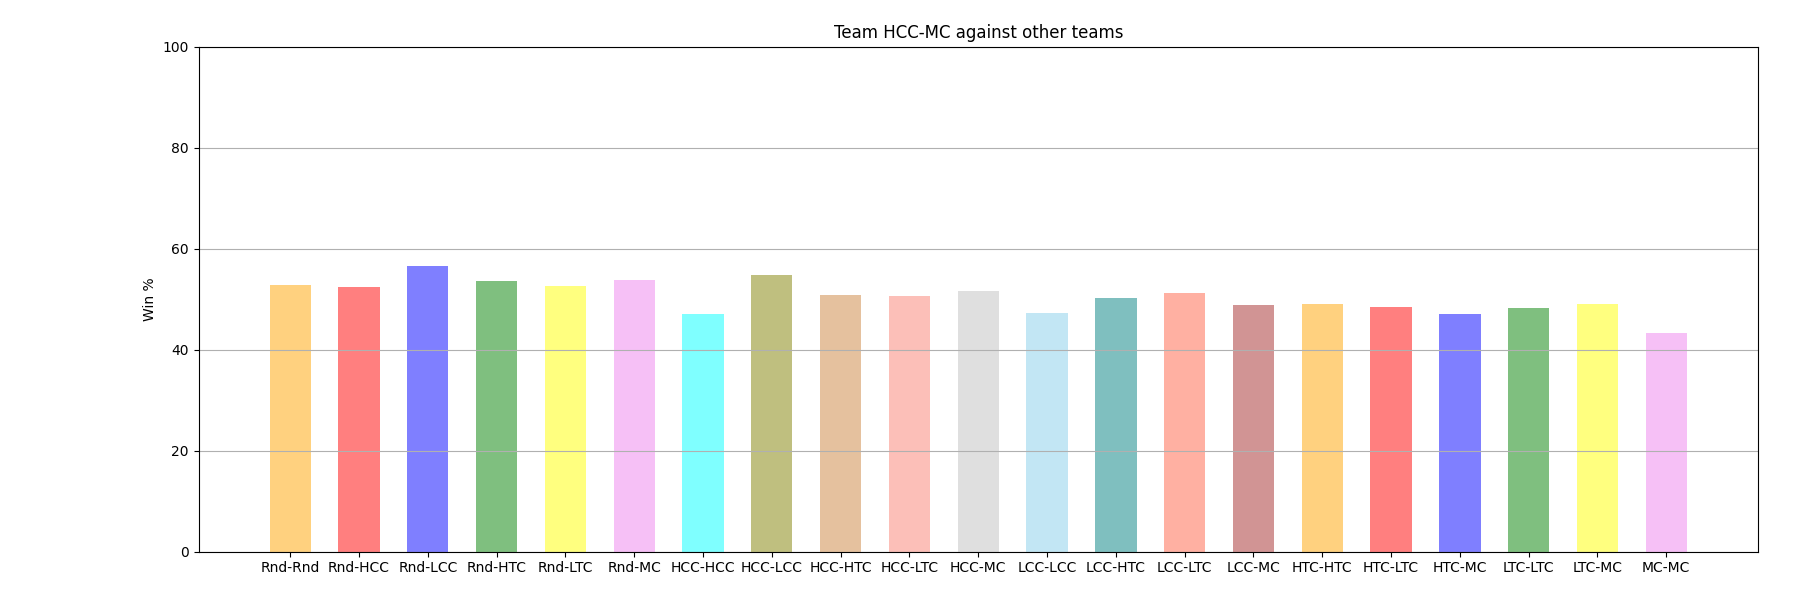 Team HCC-MC against other teams
100
80
60
40
20
0
Win %
Rnd-Rnd Rnd-HCC Rnd-LCC Rnd-HTC Rnd-LTC Rnd-MC HCC-HCC HCC-LCC HCC-HTC HCC-LTC HCC-MC LCC-LCC LCC-HTC LCC-LTC LCC-MC HTC-HTC HTC-LTC HTC-MC LTC-LTC LTC-MC MC-MC